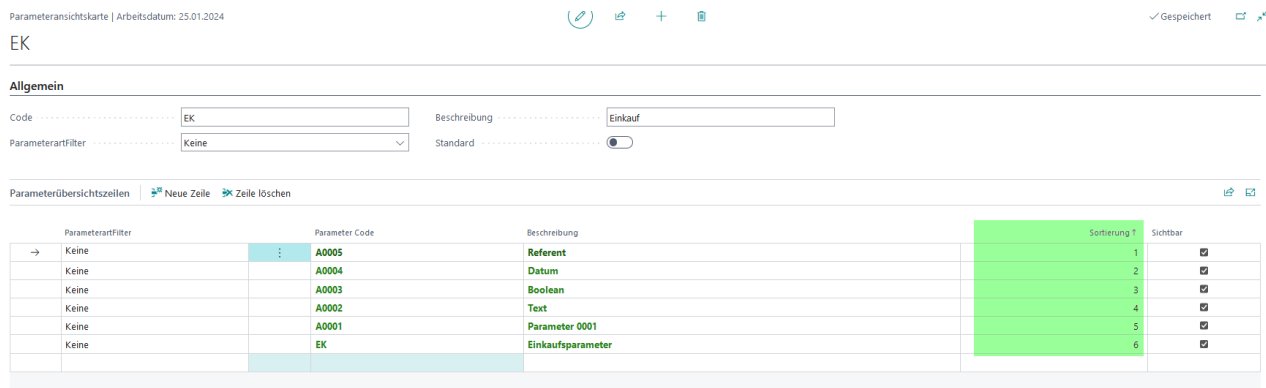 Parameteransichtskarte | Arbeitsdatum: 25.01.2024
Gespeichert
EK
Allgemein
Code EK Beschreibung Einkauf
ParameterartFilter Keine Standard
Parameterübersichtszeilen Neue Zeile Zeile löschen
ParameterartFilter Parameter Code Beschreibung Sortierung ↑ Sichtbar
Keine A0005 Referent 1
Keine A0004 Datum 2
Keine A0003 Boolean 3
Keine A0002 Text 4
Keine A0001 Parameter 0001 5
Keine EK Einkaufsparameter 6